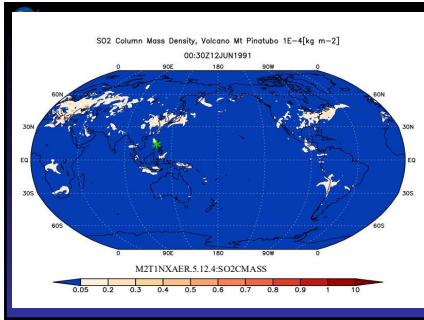 SO2 Column Mass Density, Volcano Mt Pinatubo 1E-4[kg m-2]
00:30Z12JUN1991
0 90E 180 90W 0
60N 60N
30N 30N
EQ EQ
30S 30S
60S 60S
0 90E 180 90W 0
M2T1NXAER.5.12.4:SO2CMASS
0.05 0.2 0.3 0.4 0.5 0.6 0.7 0.8 0.9 1 10